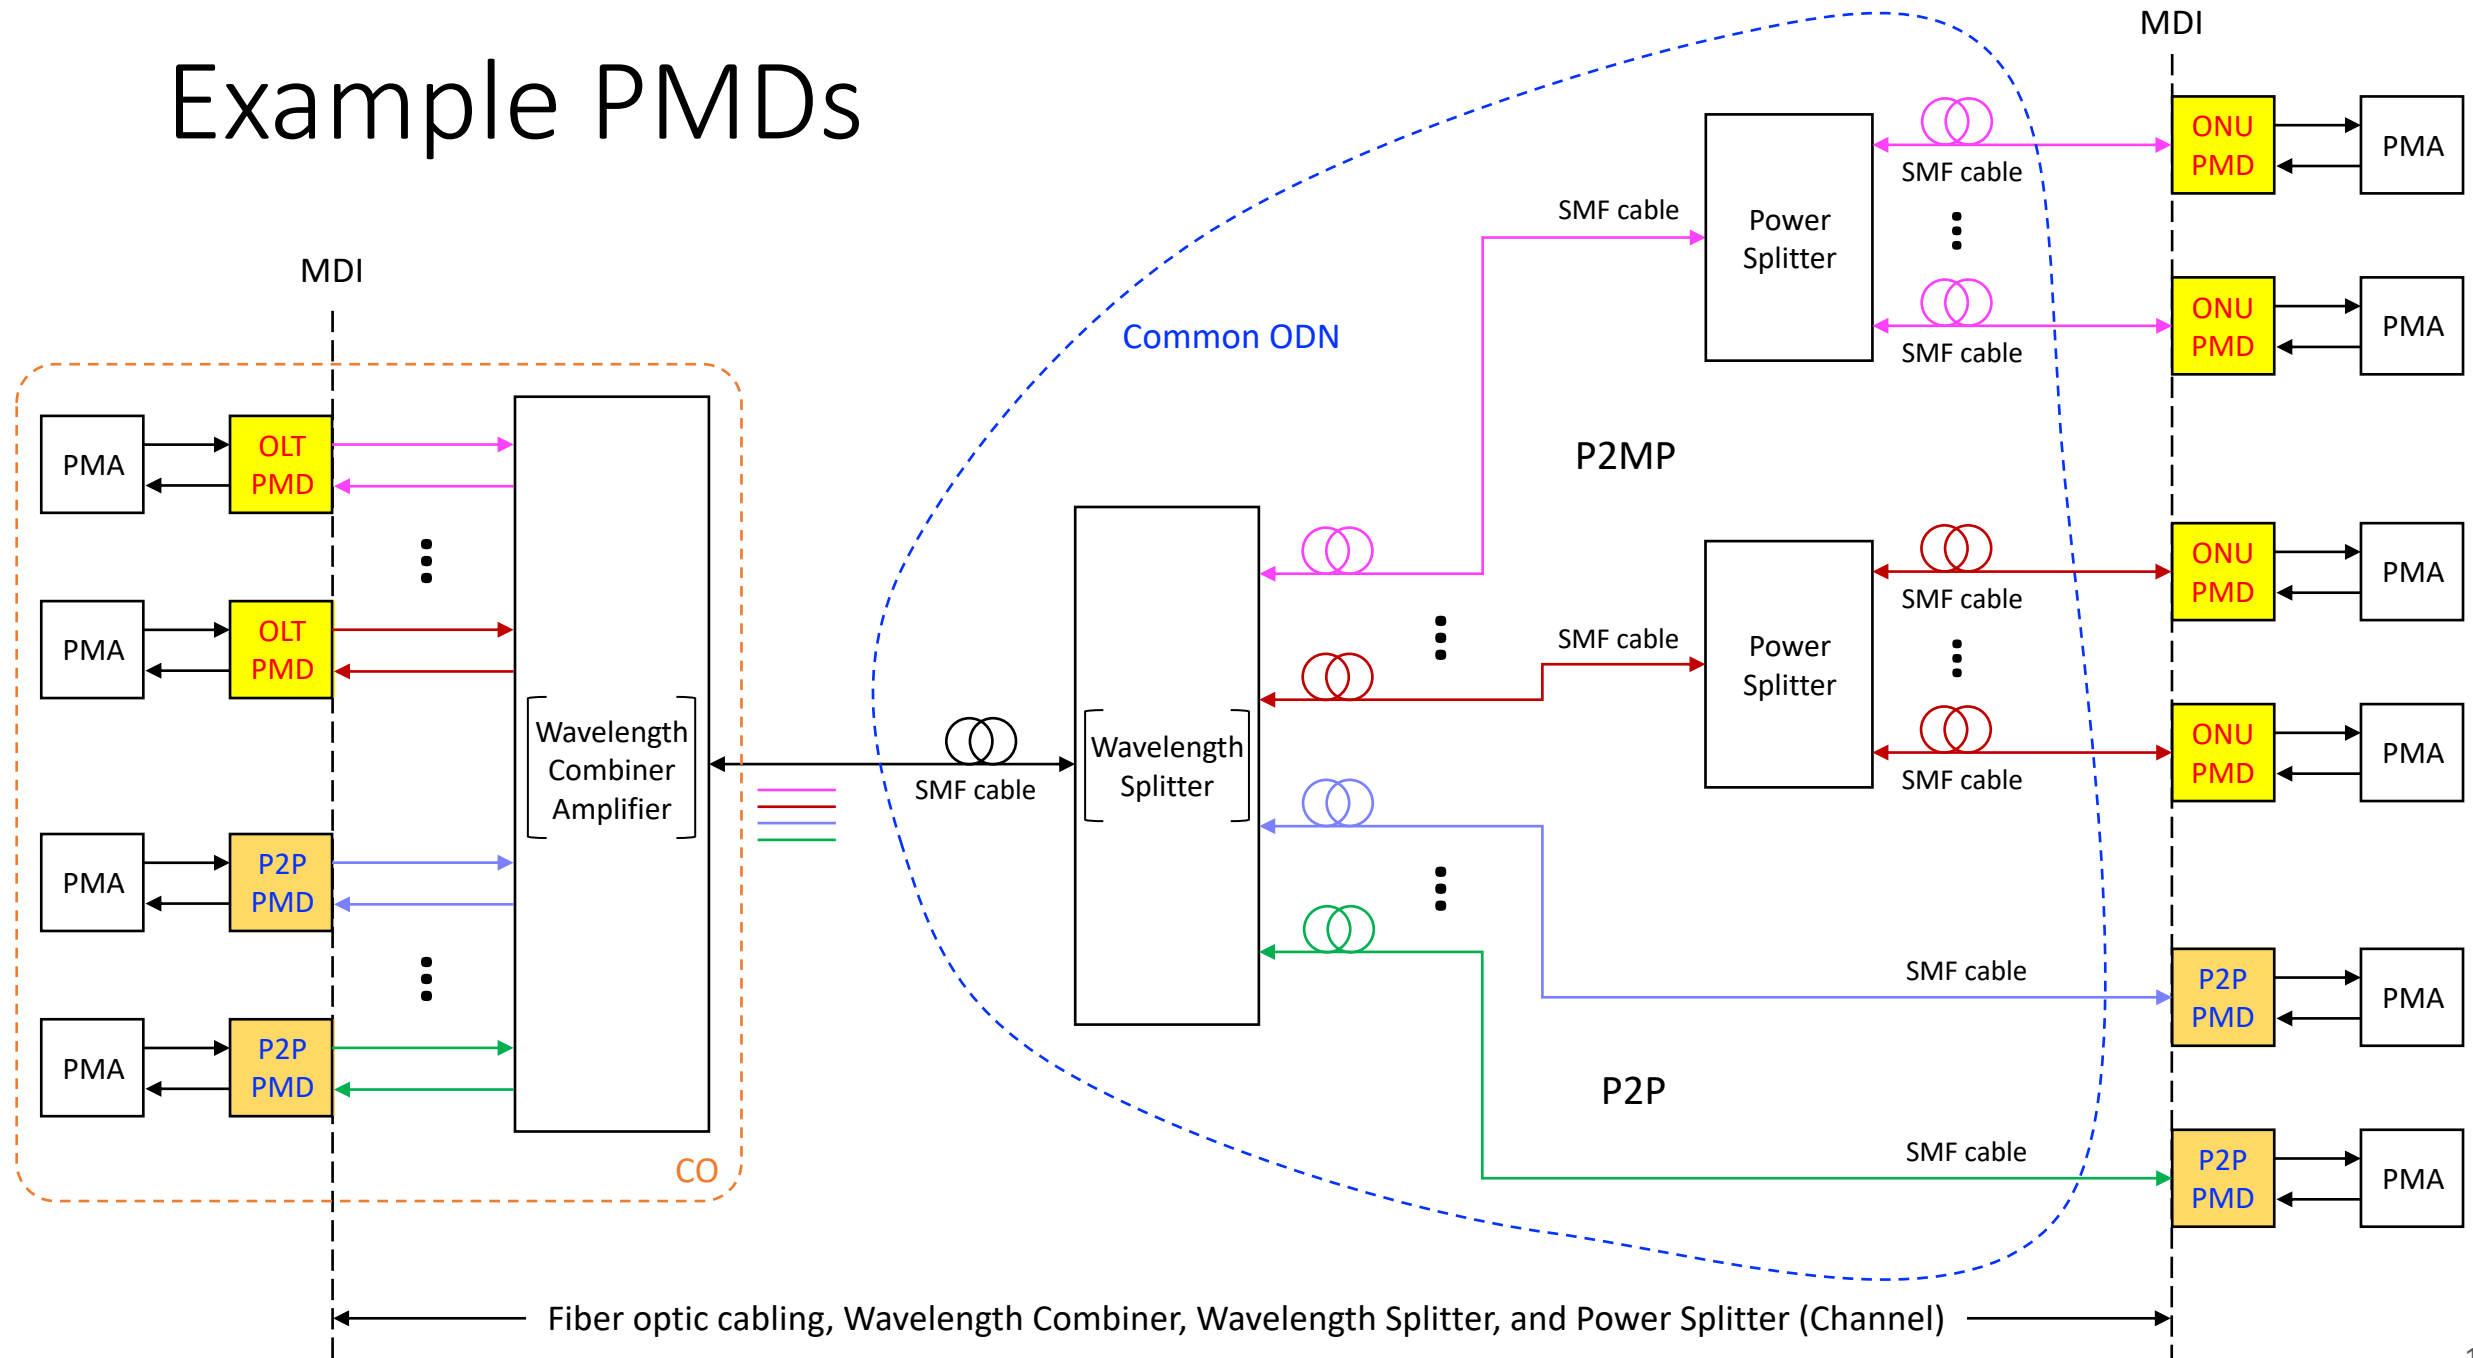 Example PMDs
MDI
MDI
PMA
OLT
PMD
PMA
OLT
PMD
PMA
P2P
PMD
PMA
P2P
PMD
Wavelength
Combiner
Amplifier
CO
SMF cable
Common ODN
Wavelength
Splitter
SMF cable
Power
Splitter
SMF cable
SMF cable
P2MP
SMF cable
Power
Splitter
SMF cable
SMF cable
SMF cable
P2P
SMF cable
ONU
PMD
PMA
ONU
PMD
PMA
ONU
PMD
PMA
ONU
PMD
PMA
P2P
PMD
PMA
P2P
PMD
PMA
Fiber optic cabling, Wavelength Combiner, Wavelength Splitter, and Power Splitter (Channel)